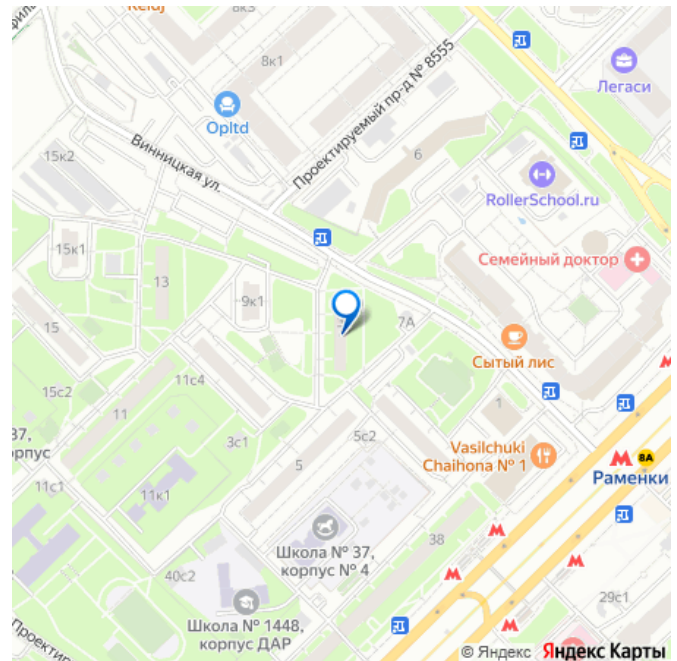 8к3
8к1
Проектируемый пр-д № 8555
Легаси
Opltd
15к2
Винницкая ул.
6
RollerSchool.ru
Семейный доктор
15к1
13
9к1
7А
15
Сытый лис
11с4
15с2
11
1
37,
3с1
5с2
Vasilchuki
Chaihona № 1
8А
Раменки
орпус
5
11к1
11с1
Школа № 37,
корпус № 4
38
40с2
29с1
Школа № 1448,
корпус ДАР
© Яндекс Яндекс Карты